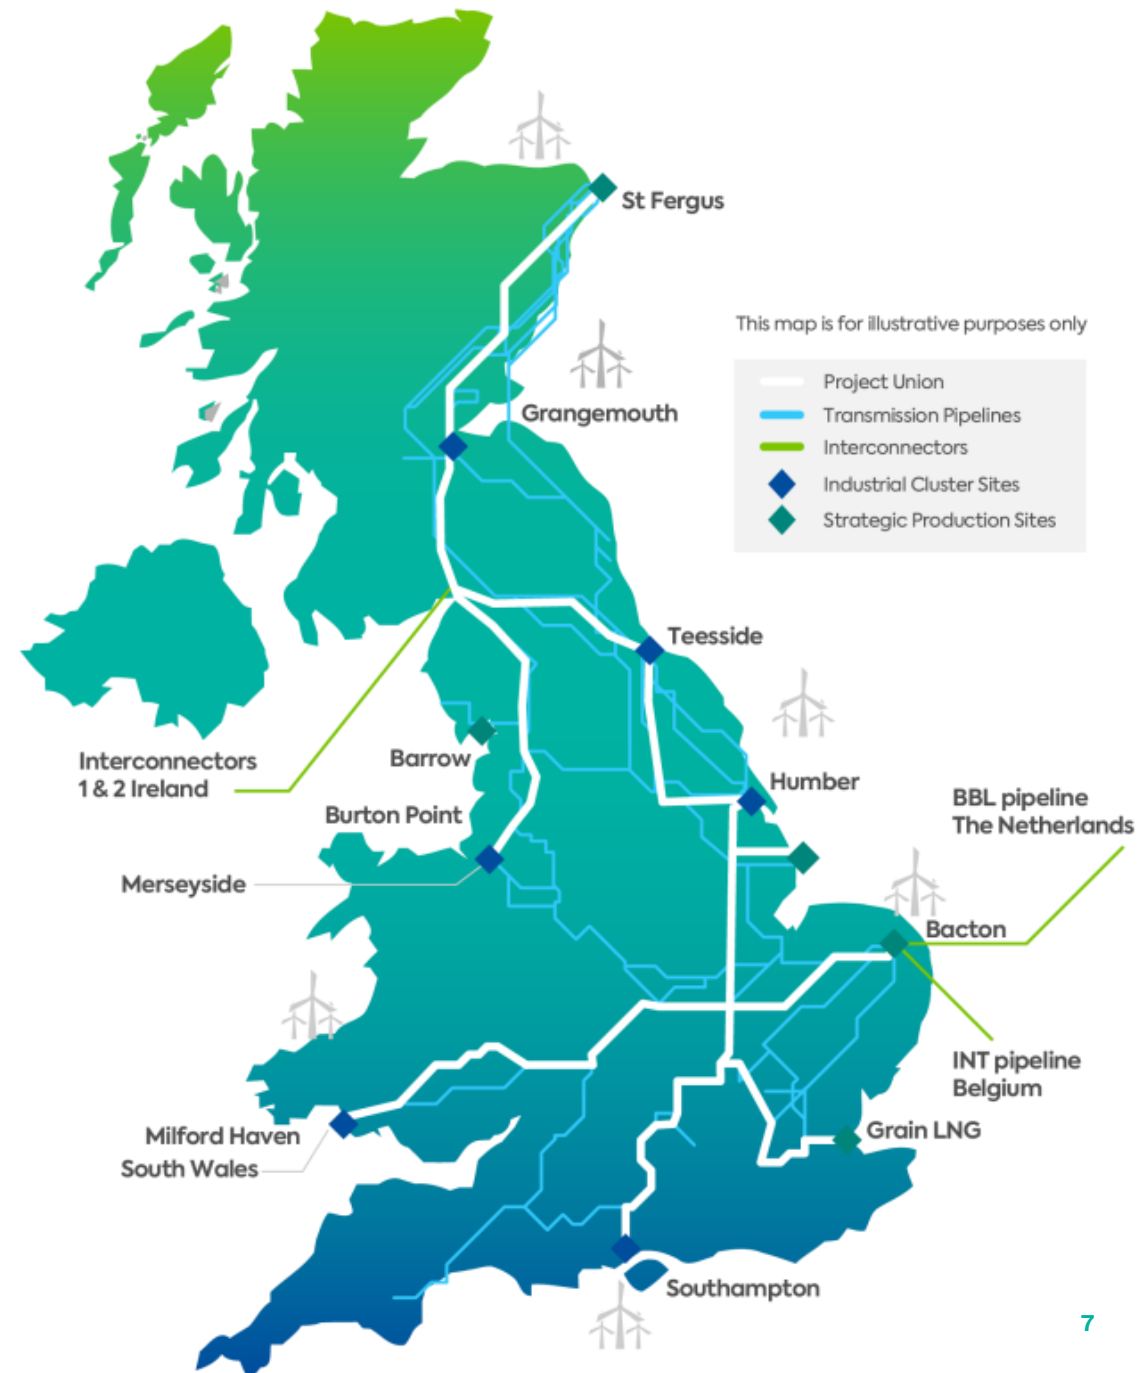 St Fergus
This map is for illustrative purposes only
Project Union
Transmission Pipelines
Interconnectors
Industrial Cluster Sites
Strategic Production Sites
Grangemouth
Teesside
Interconnectors
1 & 2 Ireland
Barrow
Humber
Burton Point
BBL pipeline
The Netherlands
Merseyside
Bacton
INT pipeline
Belgium
Milford Haven
South Wales
Grain LNG
Southampton
7